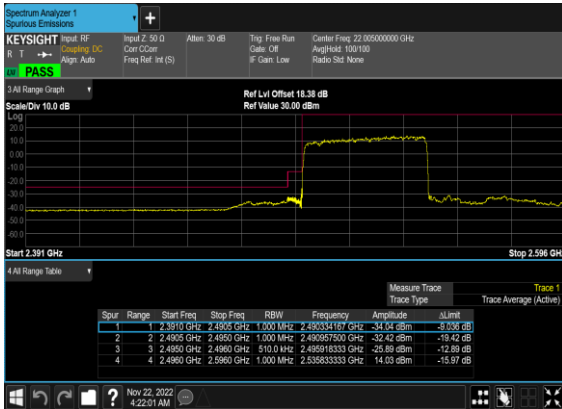 Spectrum Analyzer 1
Spurious Emissions
KEYSIGHT Input: RF Input Z: 50 Ω Atten: 30 dB Trig: Free Run Center Freq: 22.005000000 GHz
R T Coupling: DC Corr CCorr Gate: Off Avg|Hold: 100/100
Align: Auto Freq Ref: Int (S) IF Gain: Low Radio Std: None
PASS
3 All Range Graph
Ref Lvl Offset 18.38 dB
Scale/Div 10.0 dB Ref Value 30.00 dBm
Log
20.0
10.0
0.00
-10.0
-20.0
-30.0
-40.0
-50.0
-60.0
Start 2.391 GHz Stop 2.596 GHz
4 All Range Table
Measure Trace Trace 1
Trace Type Trace Average (Active)
Spur Range Start Freq Stop Freq RBW Frequency Amplitude ΔLimit
1 1 2.3910 GHz 2.4905 GHz 1.000 MHz 2.490334167 GHz -34.04 dBm -9.036 dB
2 2 2.4905 GHz 2.4950 GHz 1.000 MHz 2.490957500 GHz -32.42 dBm -19.42 dB
3 3 2.4950 GHz 2.4960 GHz 510.0 kHz 2.495918333 GHz -25.89 dBm -12.89 dB
4 4 2.4960 GHz 2.5960 GHz 1.000 MHz 2.535833333 GHz 14.03 dBm -15.97 dB
Nov 22, 2022
4:22:01 AM